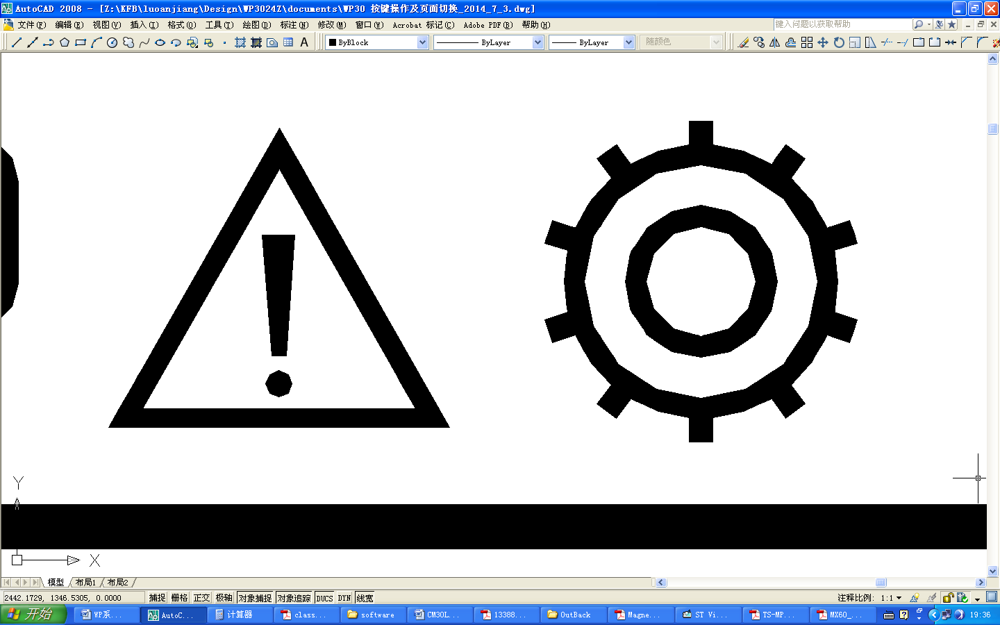 AutoCAD 2008 - [Z:\KFB\luoanjiang\Design\WP3024Z\documents\WP30 按键操作及页面切换_2014_7_3.dwg]
文件(F) 编辑(E) 视图(V) 插入(I) 格式(O) 工具(T) 绘图(D) 标注(N) 修改(M) 窗口(W) Acrobat 标记(C) Adobe PDF(B) 帮助(H) 键入问题以获取帮助
A ByBlock ByLayer ByLayer 随颜色
!
Y
X
模型 布局1 布局2
2442.1729, 1346.5305, 0.0000 捕捉 栅格 正交 极轴 对象捕捉 对象追踪 DUCS DYN 线宽 注释比例: 1:1
开始 WP系... AutoC... 计算器 class... software CM30L... 13388... OutBack Magne... ST Vi... TS-MP... MX60_... 19:36